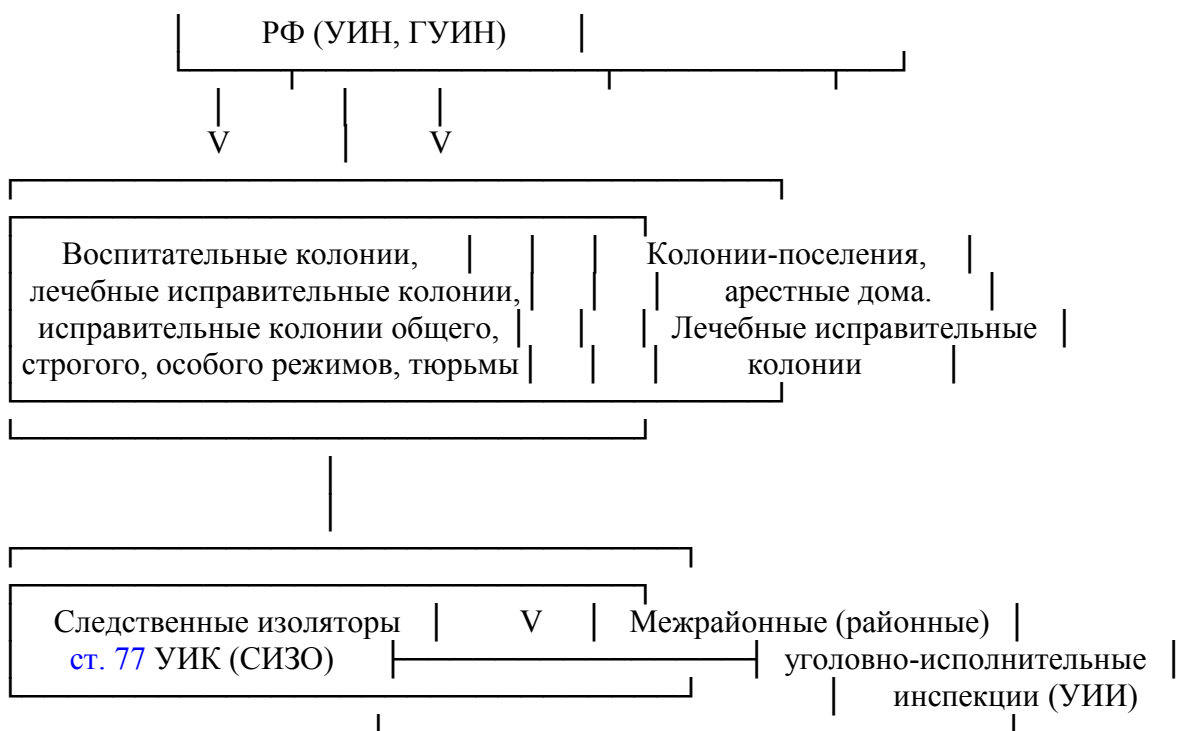 РФ (УИН, ГУИН)
V V
Воспитательные колонии, Колонии-поселения,
лечебные исправительные колонии, арестные дома.
исправительные колонии общего, Лечебные исправительные
строгого, особого режимов, тюрьмы колонии
Следственные изоляторы V Межрайонные (районные)
ст. 77 УИК (СИЗО) уголовно-исполнительные
инспекции (УИИ)